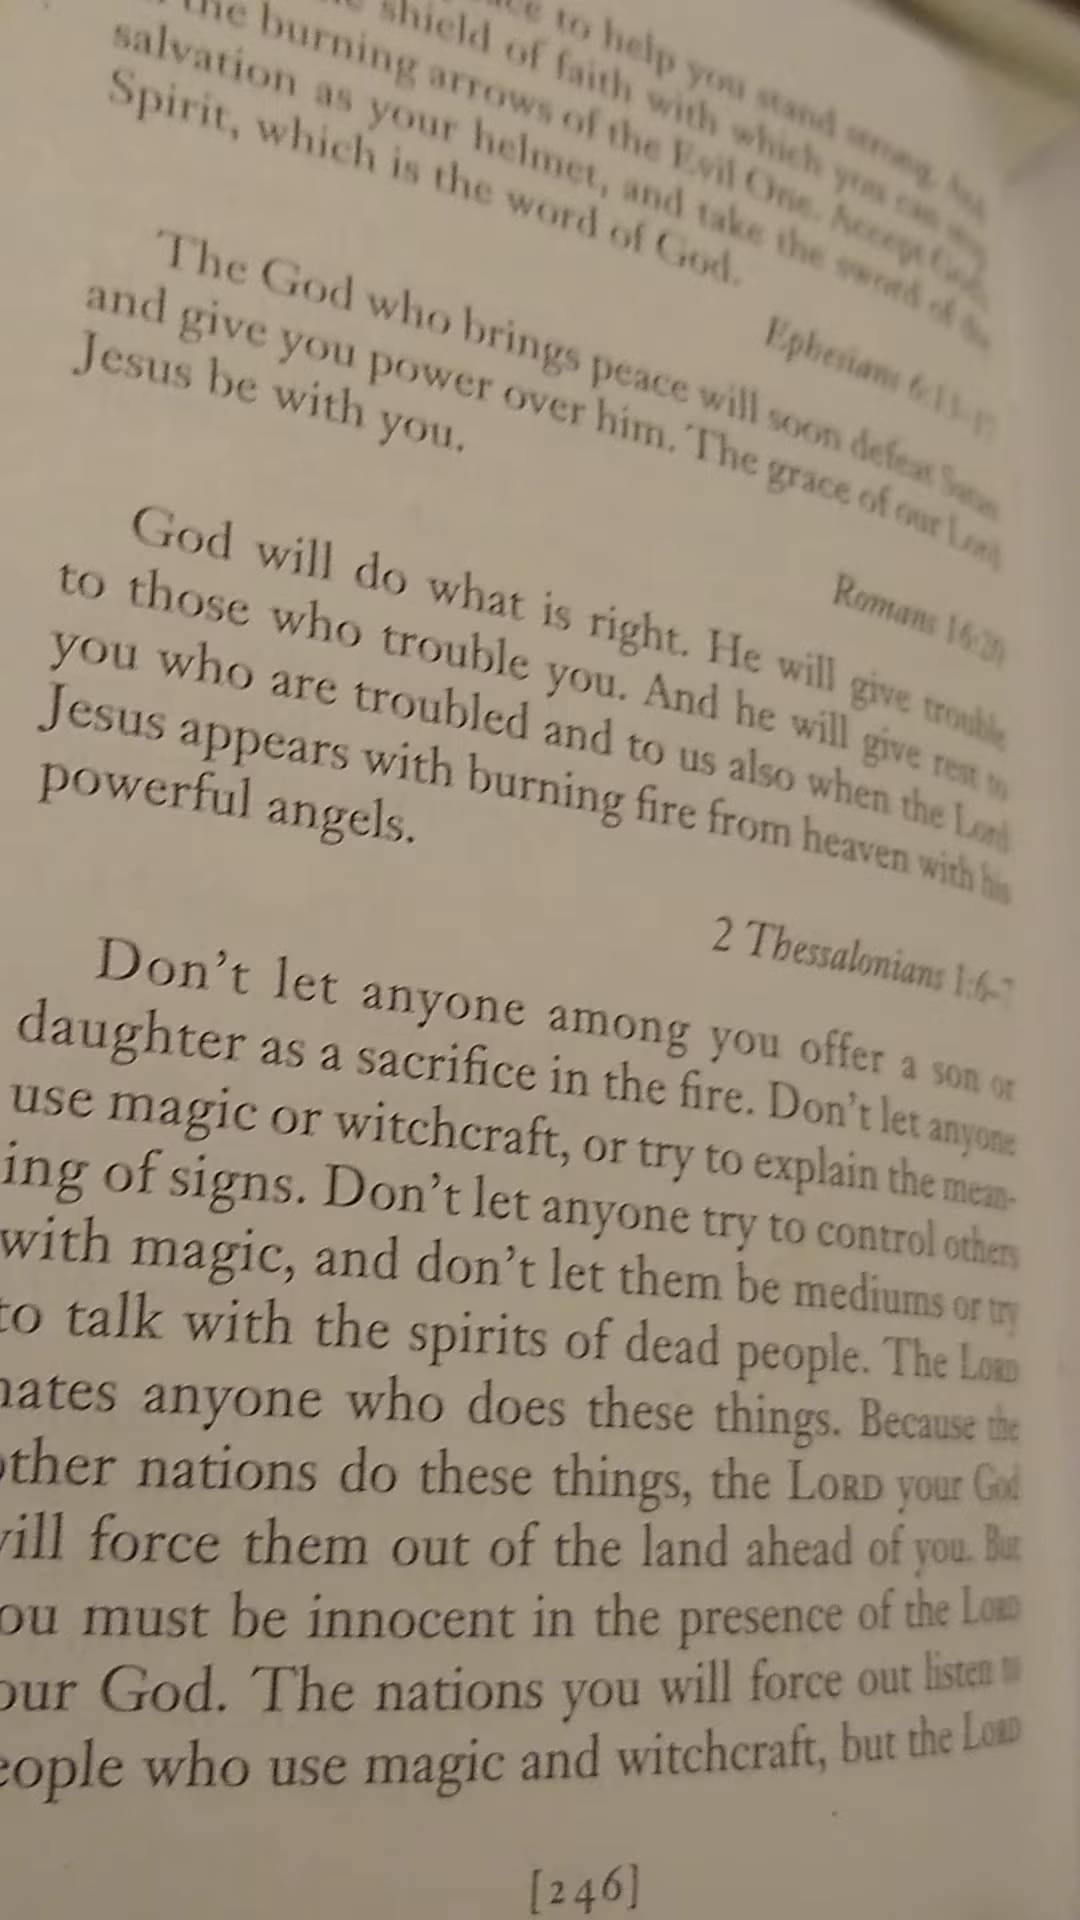 to help you stand strong. And
shield of faith with which you can stop
the burning arrows of the Evil One. Accept God's
salvation as your helmet, and take the sword of the
Spirit, which is the word of God.
Ephesians 6:13–17
The God who brings peace will soon defeat Satan
and give you power over him. The grace of our Lord
Jesus be with you.
Romans 16:20
God will do what is right. He will give trouble
to those who trouble you. And he will give rest to
you who are troubled and to us also when the Lord
Jesus appears with burning fire from heaven with his
powerful angels.
2 Thessalonians 1:6–7
Don't let anyone among you offer a son or
daughter as a sacrifice in the fire. Don't let anyone
use magic or witchcraft, or try to explain the mean-
ing of signs. Don't let anyone try to control others
with magic, and don't let them be mediums or try
to talk with the spirits of dead people. The LORD
hates anyone who does these things. Because the
other nations do these things, the LORD your God
will force them out of the land ahead of you. But
ou must be innocent in the presence of the LORD
our God. The nations you will force out listen to
eople who use magic and witchcraft, but the LORD
[246]